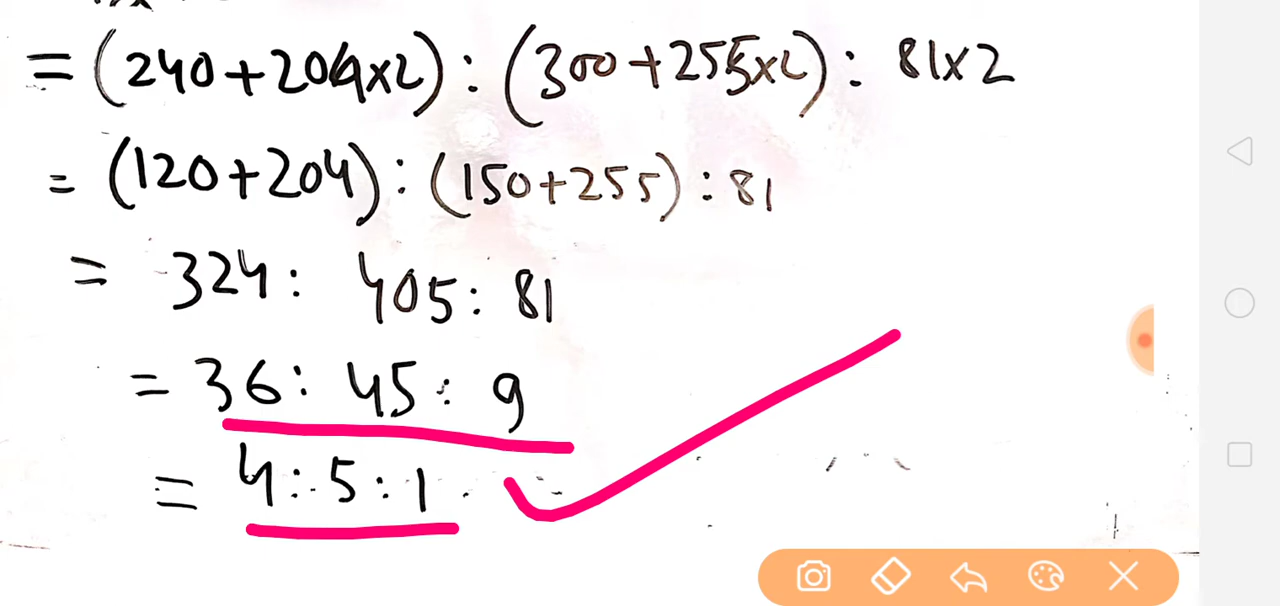 = (240+204x2) : (300+255x2) : 81x2
= (120+204) : (150+255) : 81
= 324 : 405 : 81
= 36 : 45 : 9
= 4 : 5 : 1